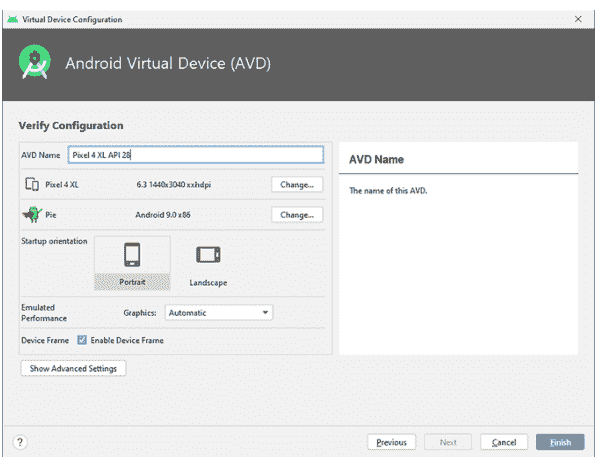 Virtual Device Configuration
Android Virtual Device (AVD)
Verify Configuration
AVD Name Pixel 4 XL API 28
Pixel 4 XL 6.3 1440x3040 xxhdpi Change...
Pie Android 9.0 x86 Change...
Startup orientation
Portrait
Landscape
Emulated
Performance
Graphics: Automatic
Device Frame Enable Device Frame
Show Advanced Settings
AVD Name
The name of this AVD.
? Previous Next Cancel Finish